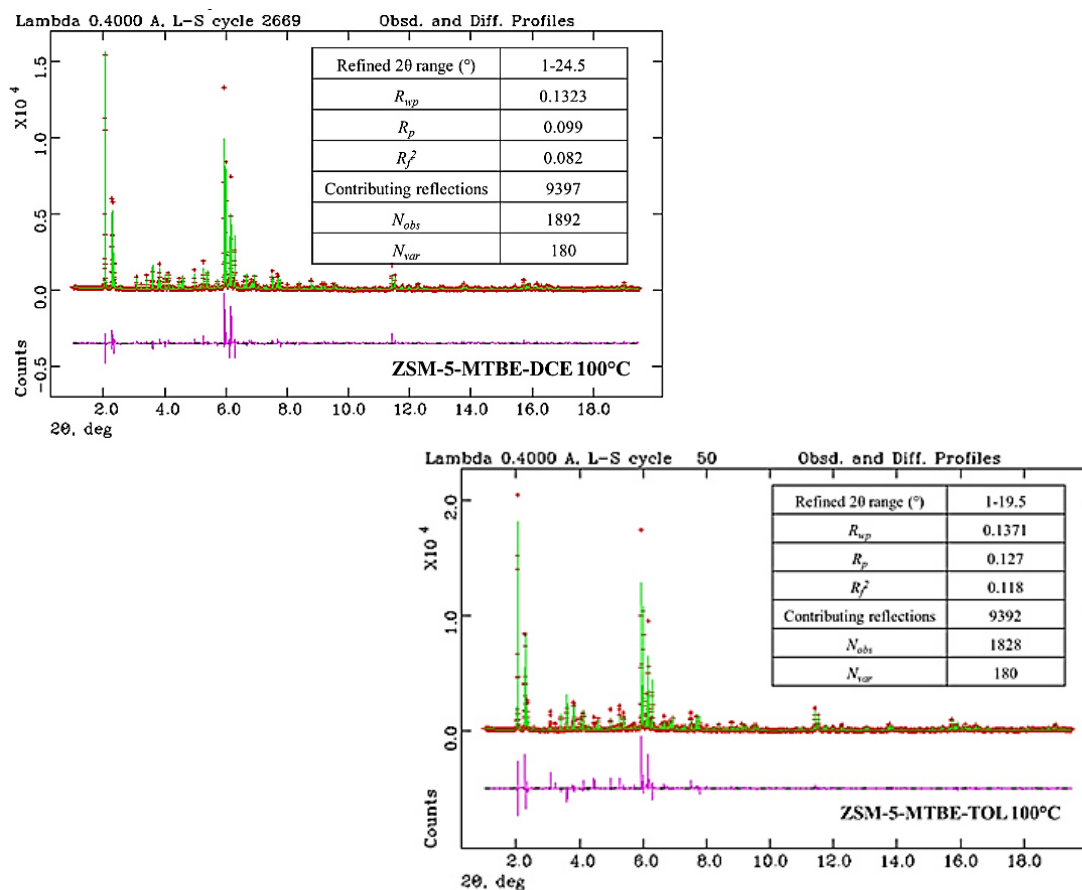 Lambda 0.4000 A, L-S cycle 2669 Obsd. and Diff. Profiles
X10 4
1.5
1.0
0.5
0.0
−0.5
Counts
Refined 2θ range (°) 1-24.5
Rwp 0.1323
Rp 0.099
Rf2 0.082
Contributing reflections 9397
Nobs 1892
Nvar 180
ZSM-5-MTBE-DCE 100°C
2.0 4.0 6.0 8.0 10.0 12.0 14.0 16.0 18.0
2θ, deg
Lambda 0.4000 A, L-S cycle 50 Obsd. and Diff. Profiles
X10 4
2.0
1.0
0.0
Counts
Refined 2θ range (°) 1-19.5
Rwp 0.1371
Rp 0.127
Rf2 0.118
Contributing reflections 9392
Nobs 1828
Nvar 180
ZSM-5-MTBE-TOL 100°C
2.0 4.0 6.0 8.0 10.0 12.0 14.0 16.0 18.0
2θ, deg